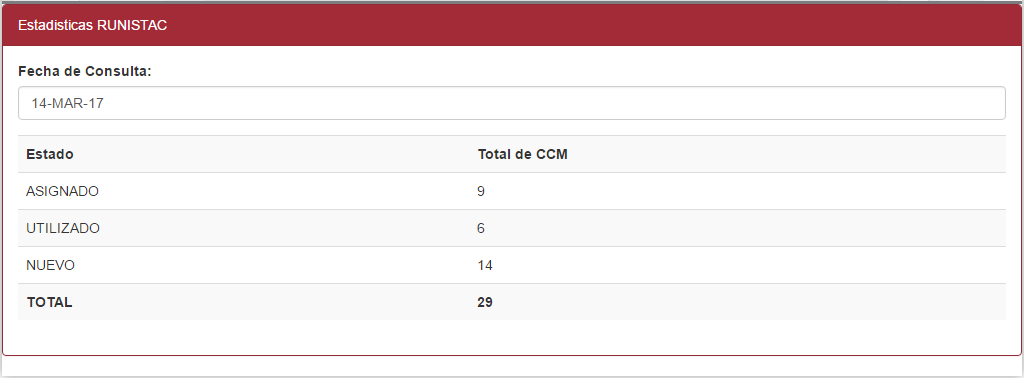 Estadisticas RUNISTAC
Fecha de Consulta:
14-MAR-17
Estado Total de CCM
ASIGNADO 9
UTILIZADO 6
NUEVO 14
TOTAL 29